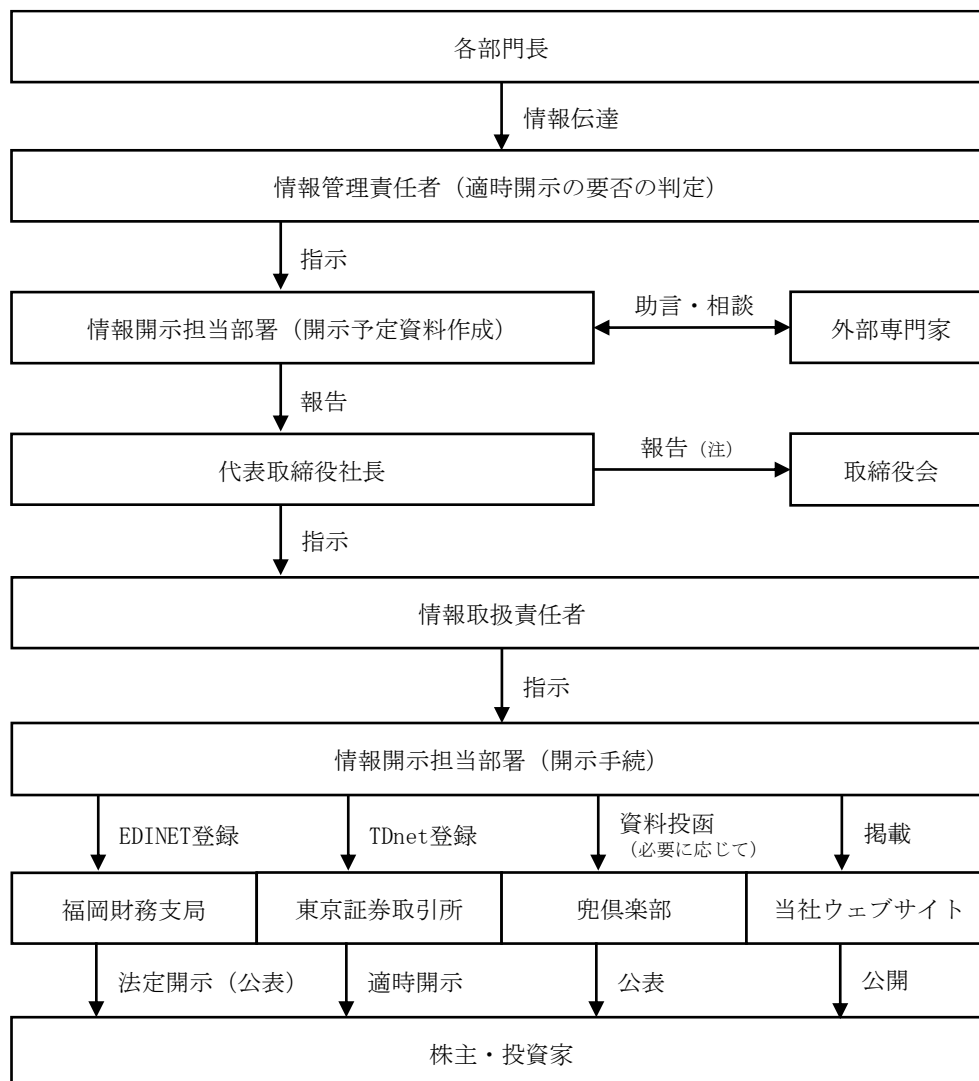 各部門長
情報伝達
情報管理責任者（適時開示の要否の判定）
指示
情報開示担当部署（開示予定資料作成）
助言・相談
外部専門家
報告
代表取締役社長
報告（注）
取締役会
指示
情報取扱責任者
指示
情報開示担当部署（開示手続）
EDINET登録
TDnet登録
資料投函
（必要に応じて）
掲載
福岡財務支局
東京証券取引所
兜倶楽部
当社ウェブサイト
法定開示（公表）
適時開示
公表
公開
株主・投資家